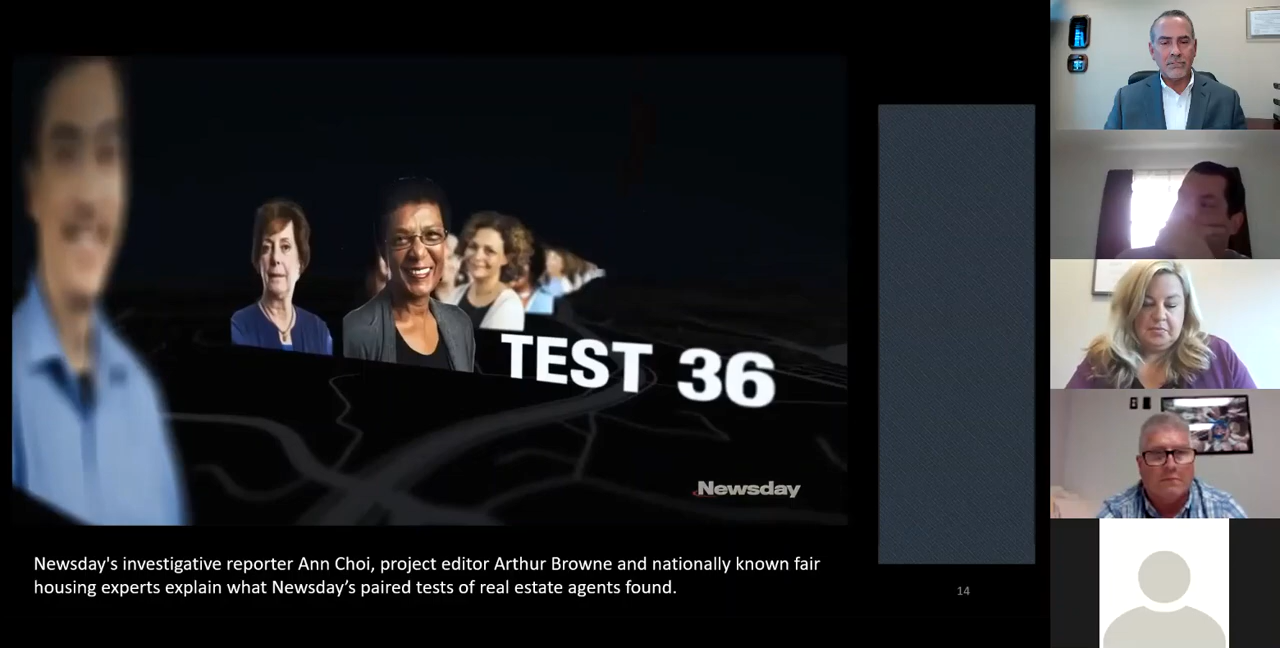 TEST 36
Newsday
Newsday's investigative reporter Ann Choi, project editor Arthur Browne and nationally known fair
housing experts explain what Newsday’s paired tests of real estate agents found.
14